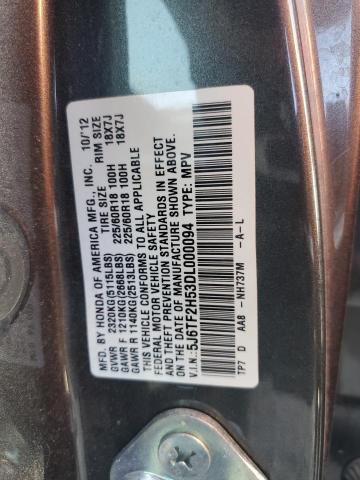 MFD. BY HONDA OF AMERICA MFG., INC. 10/12
TIRE SIZE RIM SIZE
GVWR 2320KG(5115LBS)
GAWR F 1210KG(2668LBS) 225/60R18 100H 18X7J
GAWR R 1140KG(2513LBS) 225/60R18 100H 18X7J
THIS VEHICLE CONFORMS TO ALL APPLICABLE
FEDERAL MOTOR VEHICLE SAFETY
AND THEFT PREVENTION STANDARDS IN EFFECT
ON THE DATE OF MANUFACTURE SHOWN ABOVE.
V.I.N.: 5J6TF2H53DL000094 TYPE: MPV
TP7 D AA8 -NH737M -A-L